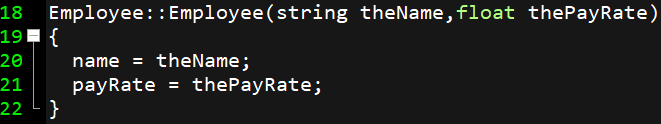 18 Employee::Employee(string theName,float thePayRate)
19 {
20   name = theName;
21   payRate = thePayRate;
22 }